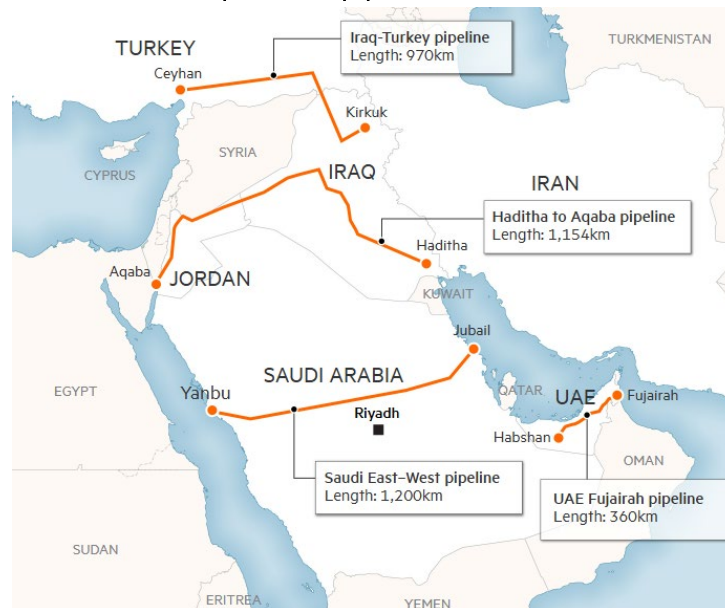 TURKEY
Ceyhan
Iraq-Turkey pipeline
Length: 970km
TURKMENISTAN
Kirkuk
SYRIA
CYPRUS
IRAQ
IRAN
Haditha to Aqaba pipeline
Length: 1,154km
Haditha
Aqaba
JORDAN
KUWAIT
Jubail
EGYPT
SAUDI ARABIA
Yanbu
QATAR
UAE
Fujairah
Riyadh
Habshan
OMAN
Saudi East–West pipeline
Length: 1,200km
UAE Fujairah pipeline
Length: 360km
SUDAN
ERITREA
YEMEN